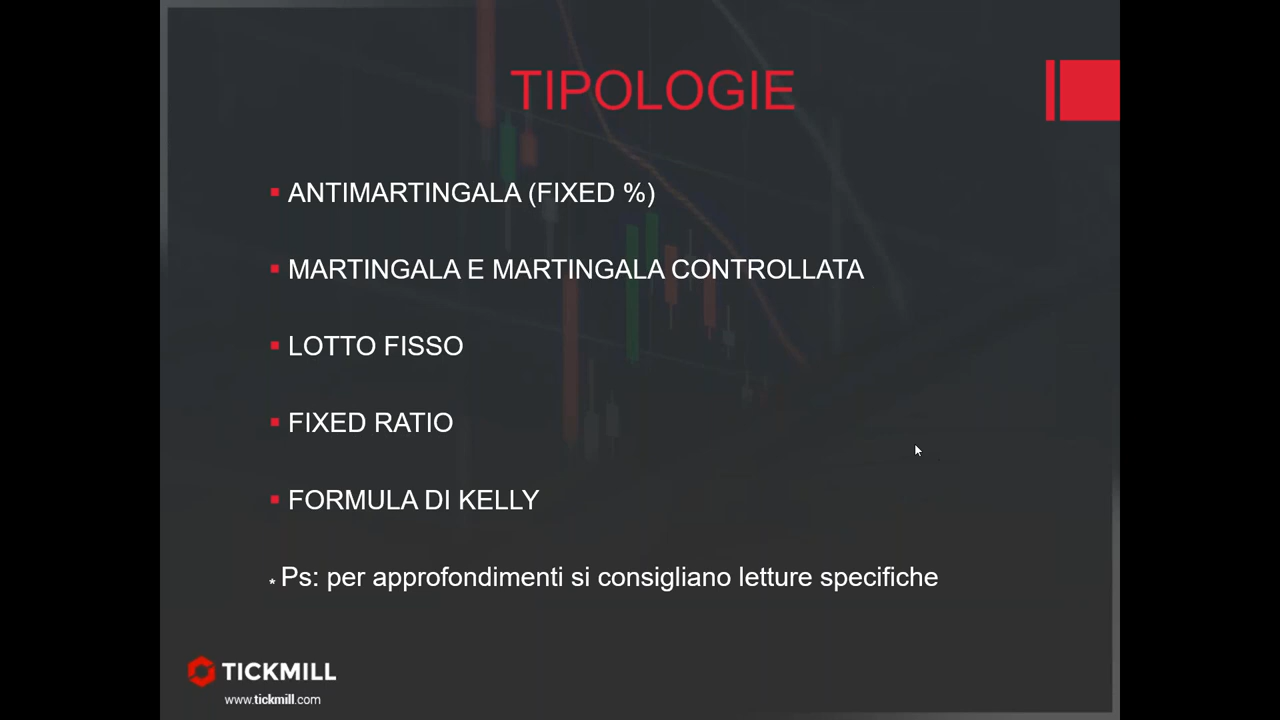 TIPOLOGIE
ANTIMARTINGALA (FIXED %)
MARTINGALA E MARTINGALA CONTROLLATA
LOTTO FISSO
FIXED RATIO
FORMULA DI KELLY
* Ps: per approfondimenti si consigliano letture specifiche
TICKMILL
www.tickmill.com